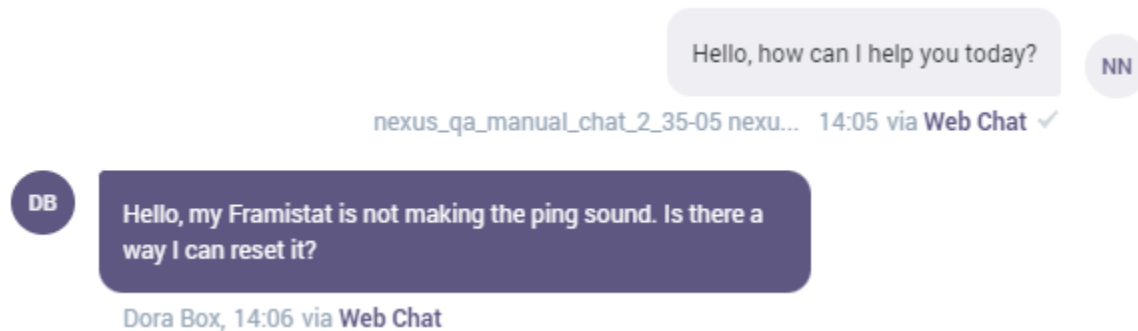 Hello, how can I help you today?
NN
nexus_qa_manual_chat_2_35-05 nexu... 14:05 via Web Chat
DB
Hello, my Framistat is not making the ping sound. Is there a
way I can reset it?
Dora Box, 14:06 via Web Chat